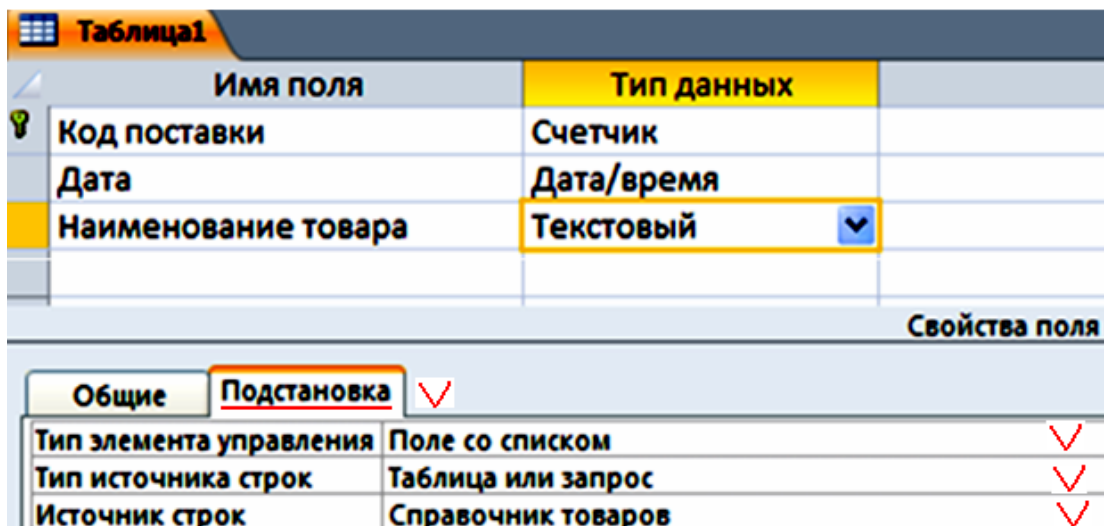 Таблица1
Имя поля Тип данных
Код поставки Счетчик
Дата Дата/время
Наименование товара Текстовый
Свойства поля
Общие Подстановка
Тип элемента управления Поле со списком
Тип источника строк Таблица или запрос
Источник строк Справочник товаров